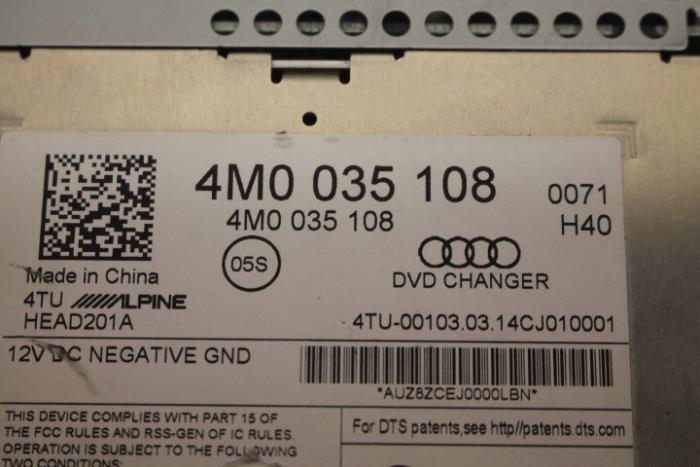 4M0 035 108
4M0 035 108
0071
H40
05S
DVD CHANGER
Made in China
4TU ALPINE
HEAD201A
4TU-00103.03.14CJ010001
12V DC NEGATIVE GND
*AUZ8ZCEJ0000LBN*
THIS DEVICE COMPLIES WITH PART 15 OF
THE FCC RULES AND RSS-GEN OF IC RULES.
OPERATION IS SUBJECT TO THE FOLLOWING
TWO CONDITIONS:
For DTS patents,see http//patents.dts.com